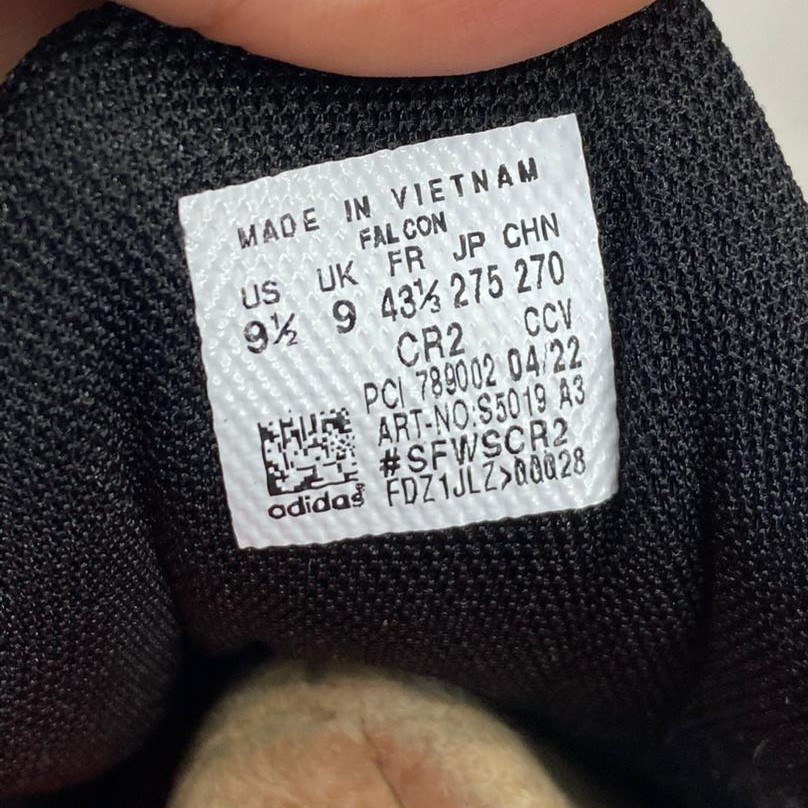 MADE IN VIETNAM
FALCON
US UK FR JP CHN
9½ 9 43⅓ 275 270
CR2 CCV
PCI 789002 04/22
ART-NO:S5019 A3
#SFWSCR2
FDZ1JLZ>00028
adidas